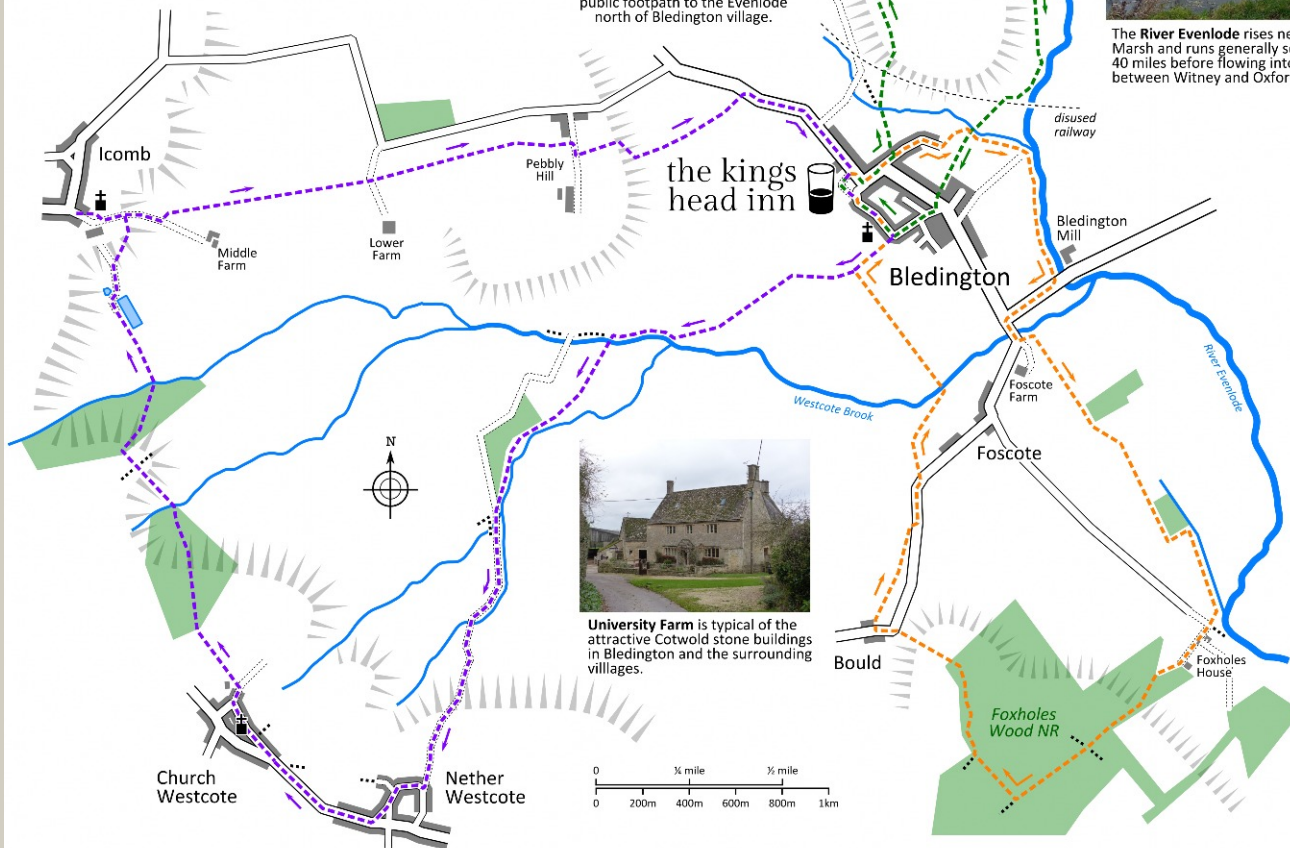 public footpath to the Evenlode
north of Bledington village.
The River Evenlode rises
Marsh and runs generally
40 miles before flowing
between Witney and
disused
railway
Icomb
Pebbly
Hill
the kings
head inn
Bledington
Mill
Middle
Farm
Lower
Farm
Bledington
River Evenlode
Foscote
Farm
Westcote Brook
N
Foscote
University Farm is typical of the
attractive Cotwold stone buildings
in Bledington and the surrounding
villlages.
Bould
Foxholes
House
Foxholes
Wood NR
Church
Westcote
Nether
Westcote
0 ¼ mile ½ mile
0 200m 400m 600m 800m 1km